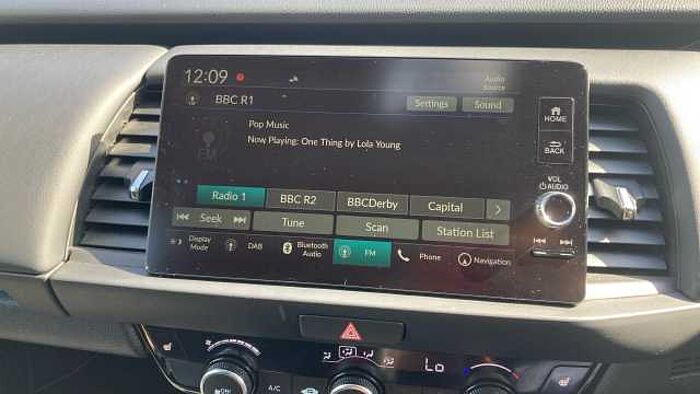 12:09
Audio Source
BBC R1
Settings Sound
Pop Music
FM
Now Playing: One Thing by Lola Young
Radio 1 BBC R2 BBCDerby Capital
Seek Tune Scan Station List
Display Mode DAB Bluetooth Audio FM Phone Navigation
HOME
BACK
VOL
AUDIO
Lo
A/C